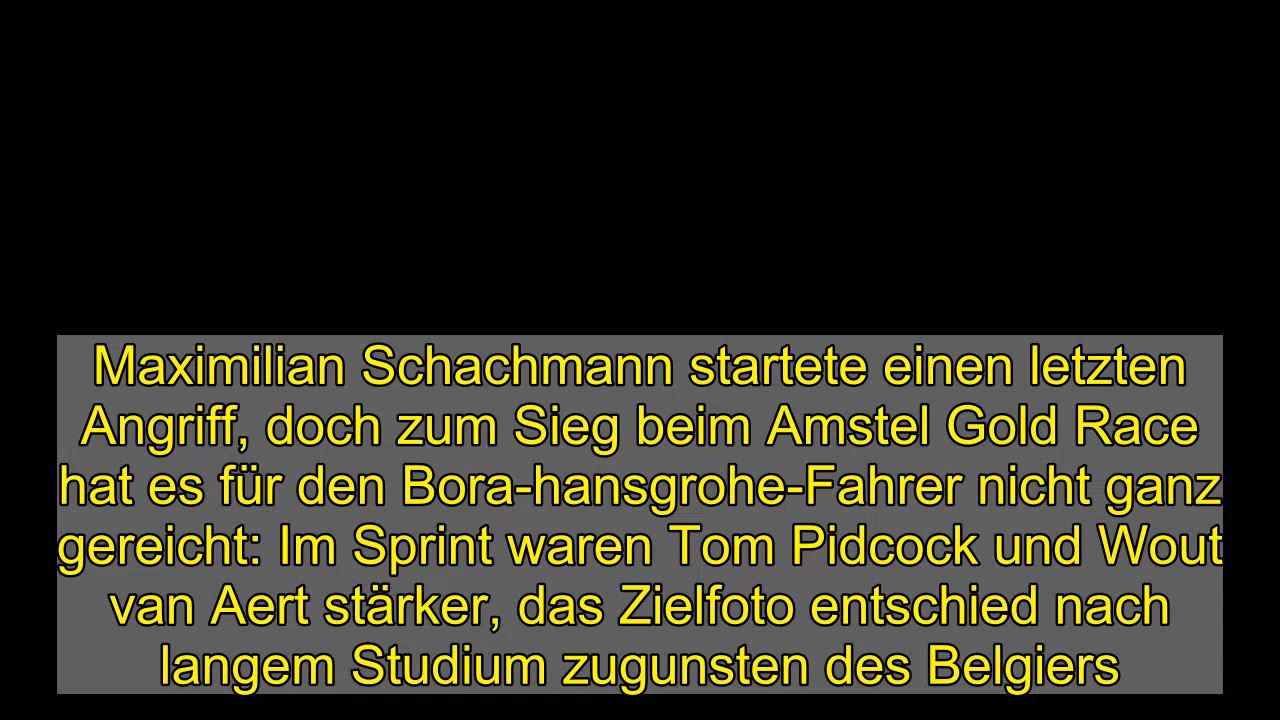 Maximilian Schachmann startete einen letzten
Angriff, doch zum Sieg beim Amstel Gold Race
hat es für den Bora-hansgrohe-Fahrer nicht ganz
gereicht: Im Sprint waren Tom Pidcock und Wout
van Aert stärker, das Zielfoto entschied nach
langem Studium zugunsten des Belgiers